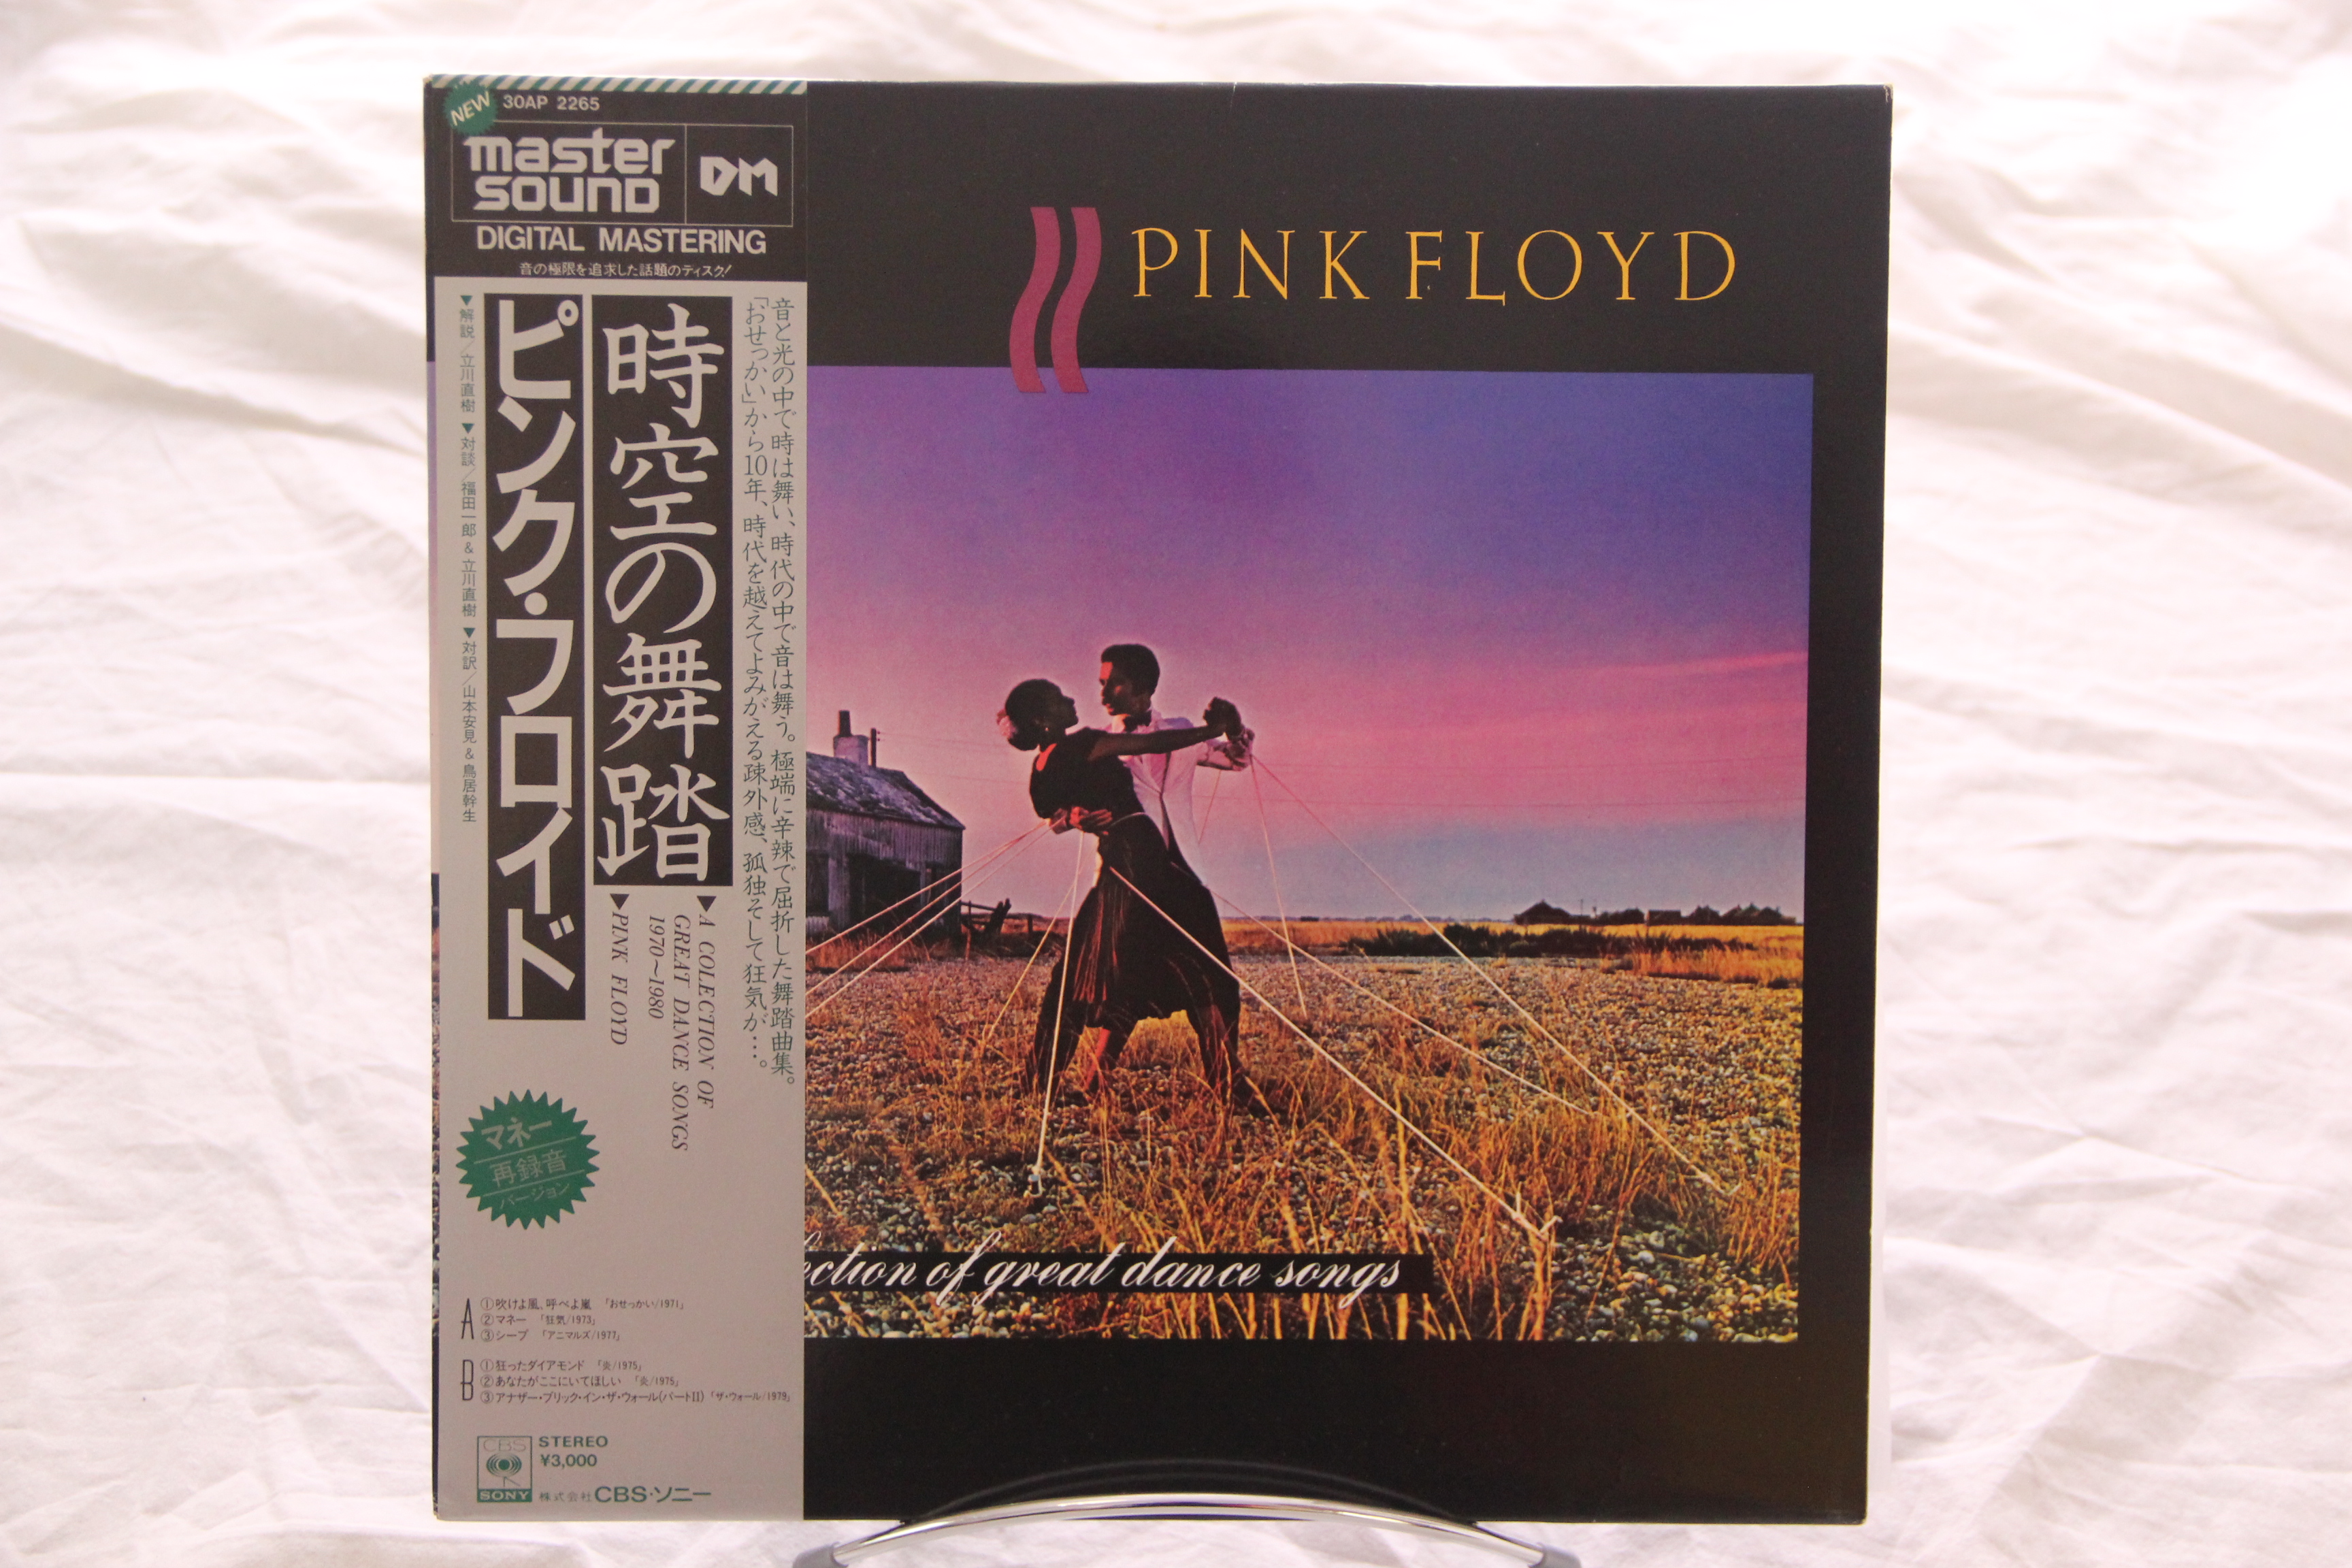 NEW
30AP 2265
master
sound
DM
DIGITAL MASTERING
音の極限を追求した話題のディスク!
音と光の中で時は舞い、時代の中で音は舞う。極端に辛辣で屈折した舞踏曲集。
「おせっかい」から10年、時代を越えてよみがえる疎外感、孤独そして狂気が…。
時空の舞踏
▼A COLECTION OF
GREAT DANCE SONGS
1970〜1980
▼PINK FLOYD
ピンク・フロイド
▼解説/立川直樹 ▼対談/福田一郎&立川直樹 ▼対訳/山本安見&鳥居幹生
マネー
再録音
バージョン
A
①吹けよ風、呼べよ嵐 「おせっかい/1971」
②マネー 「狂気/1973」
③シープ 「アニマルズ/1977」
B
①狂ったダイアモンド 「炎/1975」
②あなたがここにいてほしい 「炎/1975」
③アナザー・ブリック・イン・ザ・ウォール(パートII) 「ザ・ウォール/1979」
CBS
SONY
STEREO
¥3,000
株式会社CBS・ソニー
PINK FLOYD
ection of great dance songs